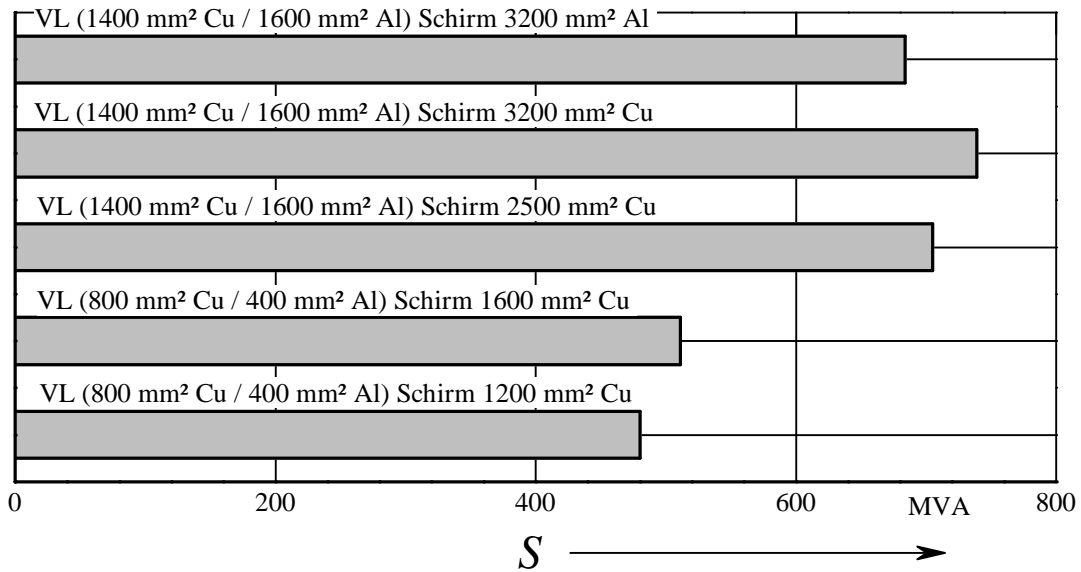 VL (1400 mm² Cu / 1600 mm² Al) Schirm 3200 mm² Al
VL (1400 mm² Cu / 1600 mm² Al) Schirm 3200 mm² Cu
VL (1400 mm² Cu / 1600 mm² Al) Schirm 2500 mm² Cu
VL (800 mm² Cu / 400 mm² Al) Schirm 1600 mm² Cu
VL (800 mm² Cu / 400 mm² Al) Schirm 1200 mm² Cu
0 200 400 600 MVA 800
S